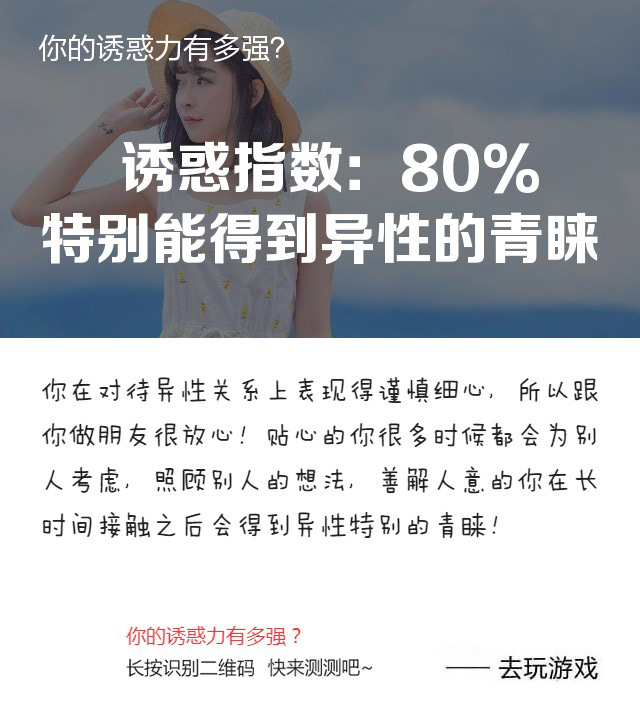 你的诱惑力有多强?
诱惑指数：80%
特别能得到异性的青睐
你在对待异性关系上表现得谨慎细心，所以跟
你做朋友很放心！贴心的你很多时候都会为别
人考虑，照顾别人的想法，善解人意的你在长
时间接触之后会得到异性特别的青睐！
你的诱惑力有多强？
长按识别二维码 快来测测吧~
—— 去玩游戏